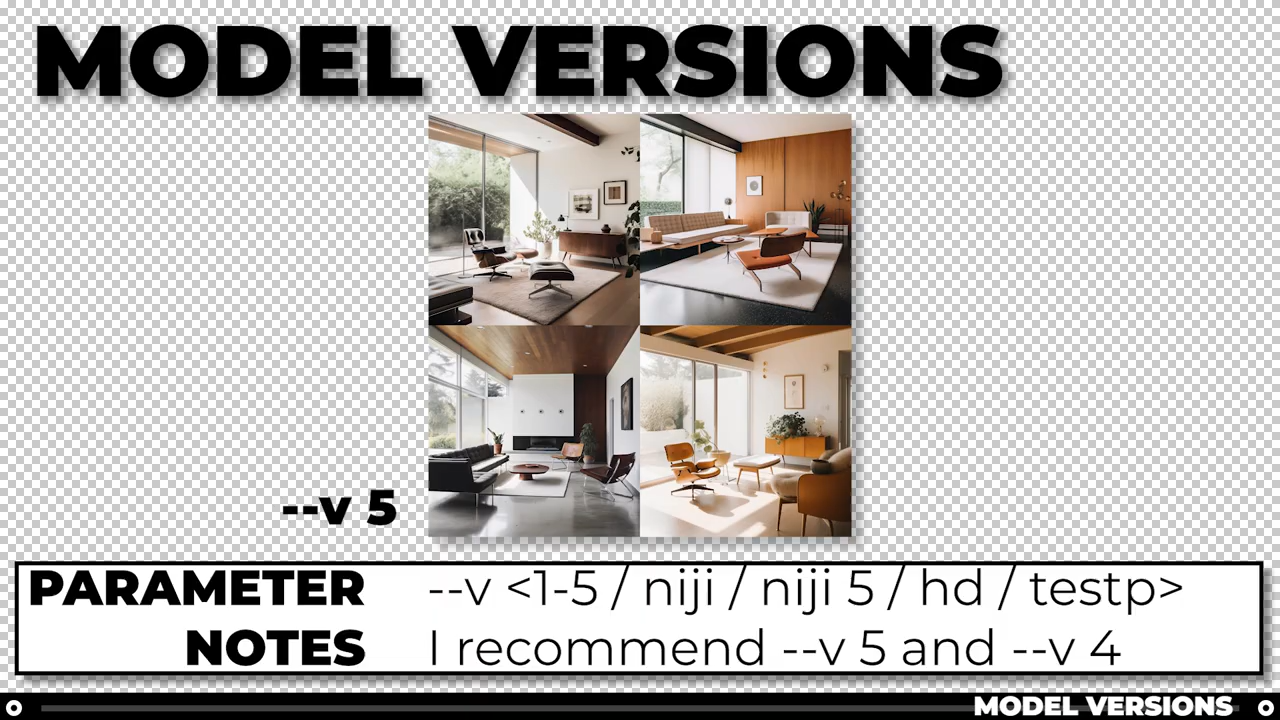 MODEL VERSIONS
--v 5
PARAMETER --v <1-5 / niji / niji 5 / hd / testp>
NOTES I recommend --v 5 and --v 4
MODEL VERSIONS